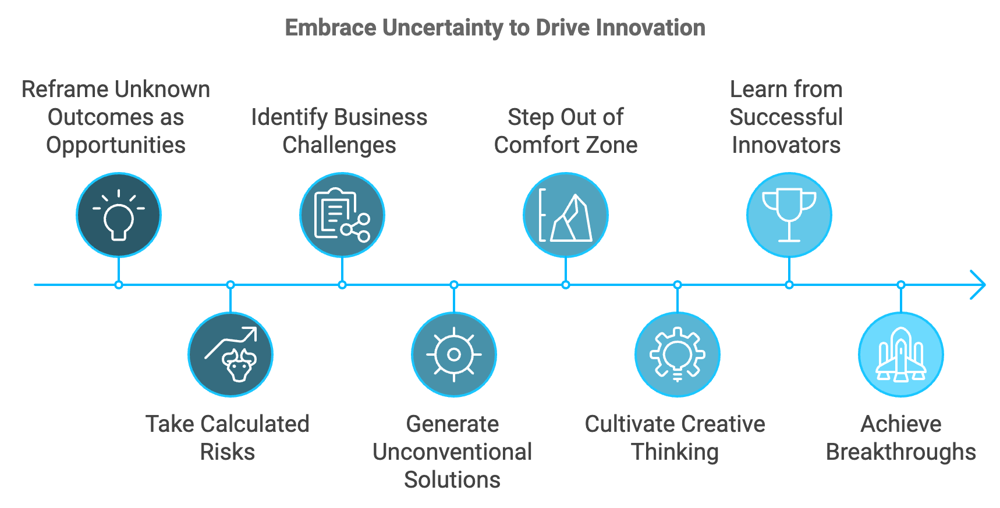 Embrace Uncertainty to Drive Innovation
Reframe Unknown
Outcomes as
Opportunities
Take Calculated
Risks
Identify Business
Challenges
Generate
Unconventional
Solutions
Step Out of
Comfort Zone
Cultivate Creative
Thinking
Learn from
Successful
Innovators
Achieve
Breakthroughs